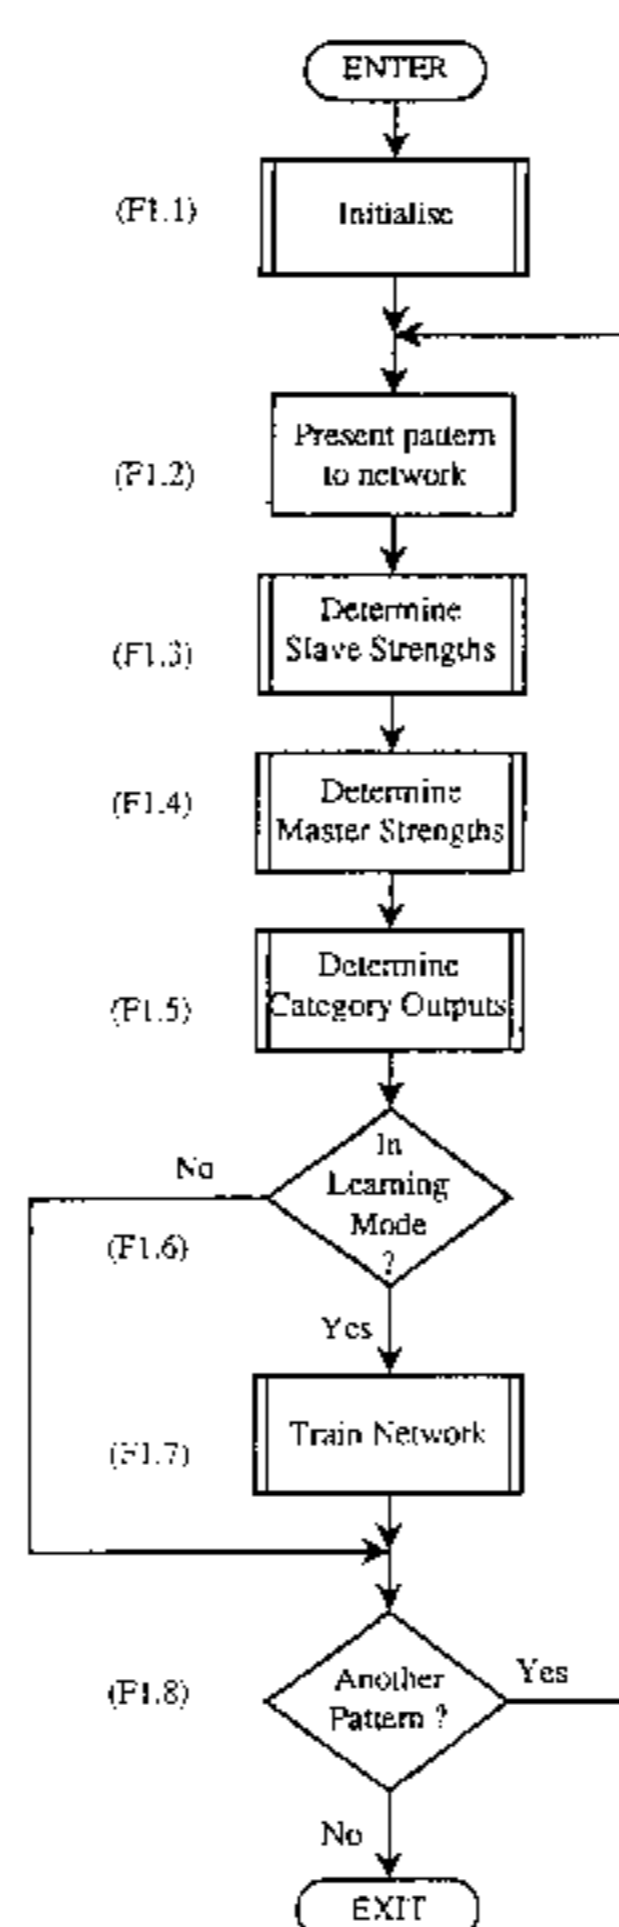 ENTER
(F1.1)
Initialise
Present pattern
to network
(F1.2)
Determine
Slave Strengths
(F1.3)
Determine
Master Strengths
(F1.4)
Determine
Category Outputs
(F1.5)
In
Learning
Mode
?
No
(F1.6)
Yes
Train Network
(F1.7)
Another
Pattern ?
Yes
(F1.8)
No
EXIT